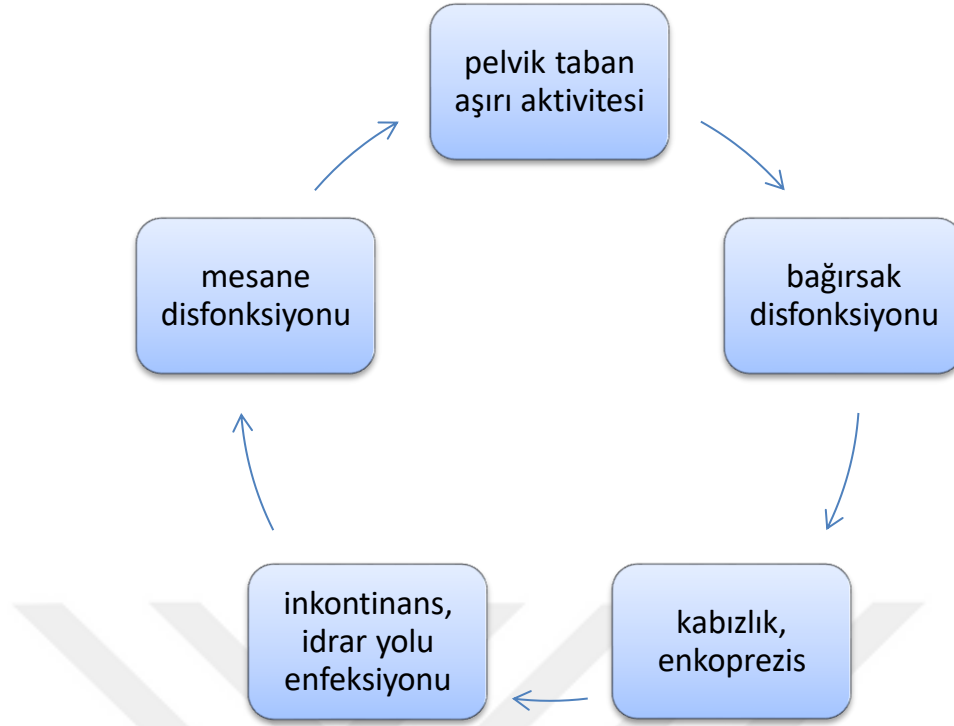 pelvik taban
aşırı aktivitesi
bağırsak
disfonksiyonu
kabızlık,
enkoprezis
inkontinans,
idrar yolu
enfeksiyonu
mesane
disfonksiyonu